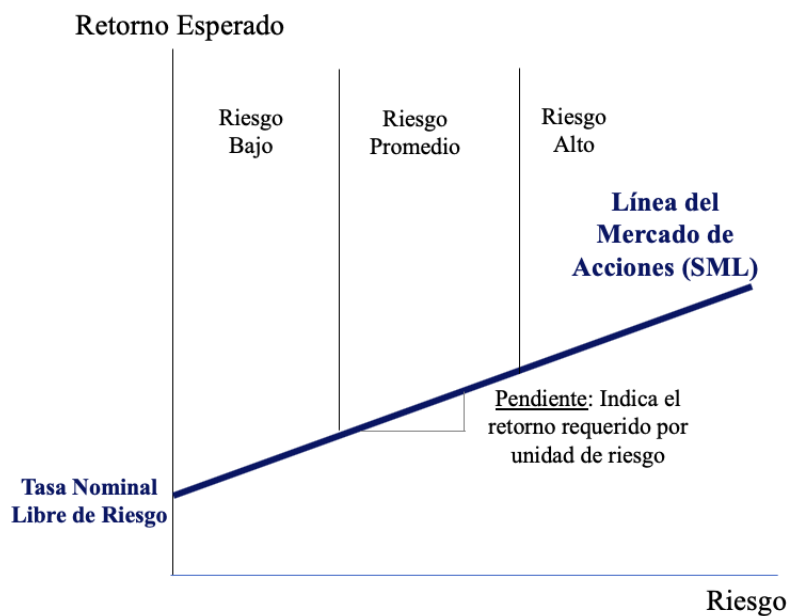 Retorno Esperado
Riesgo
Bajo
Riesgo
Promedio
Riesgo
Alto
Línea del
Mercado de
Acciones (SML)
Pendiente: Indica el
retorno requerido por
unidad de riesgo
Tasa Nominal
Libre de Riesgo
Riesgo